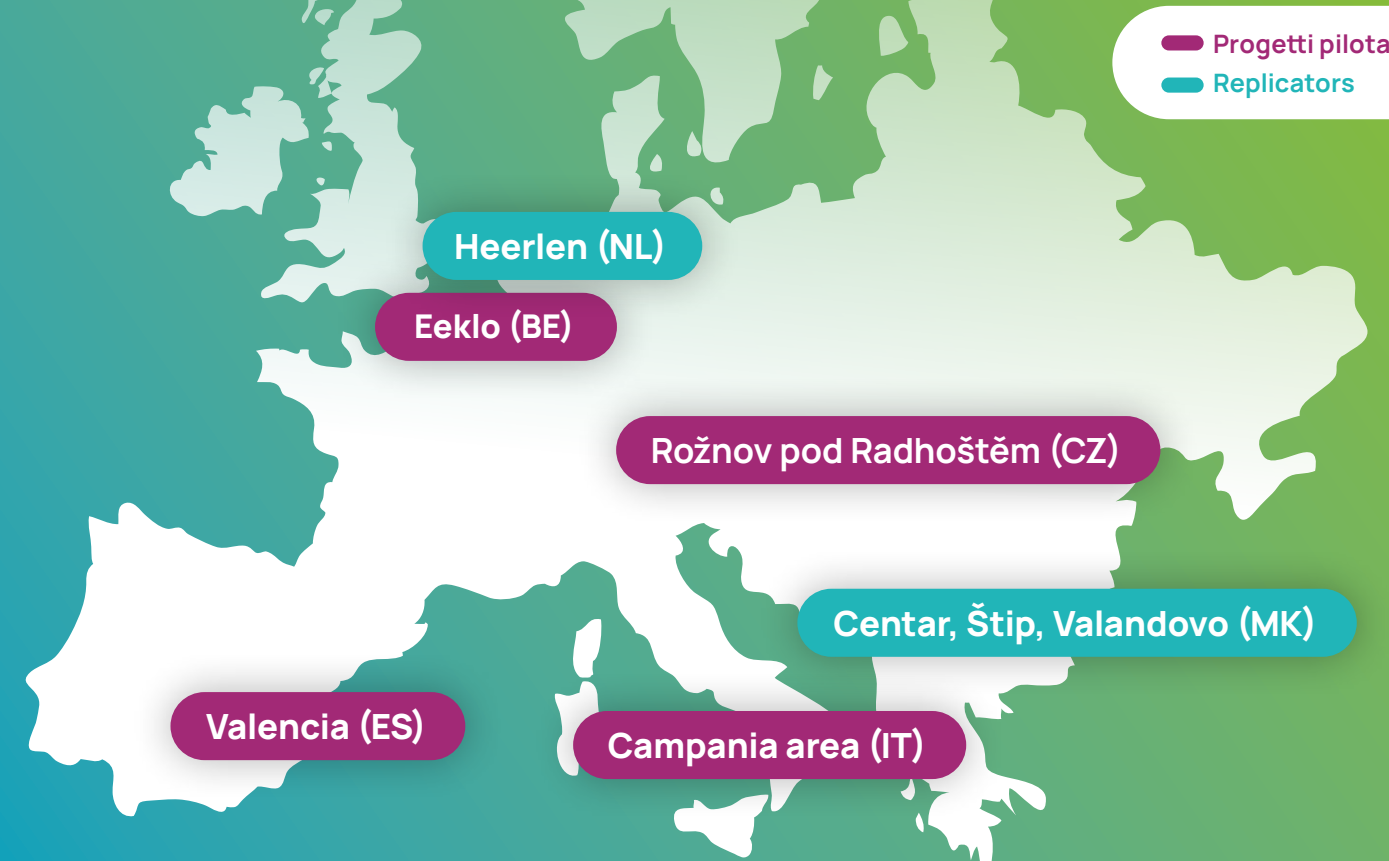 Progetti pilota
Replicators
Heerlen (NL)
Eeklo (BE)
Rožnov pod Radhoštěm (CZ)
Centar, Štip, Valandovo (MK)
Valencia (ES)
Campania area (IT)